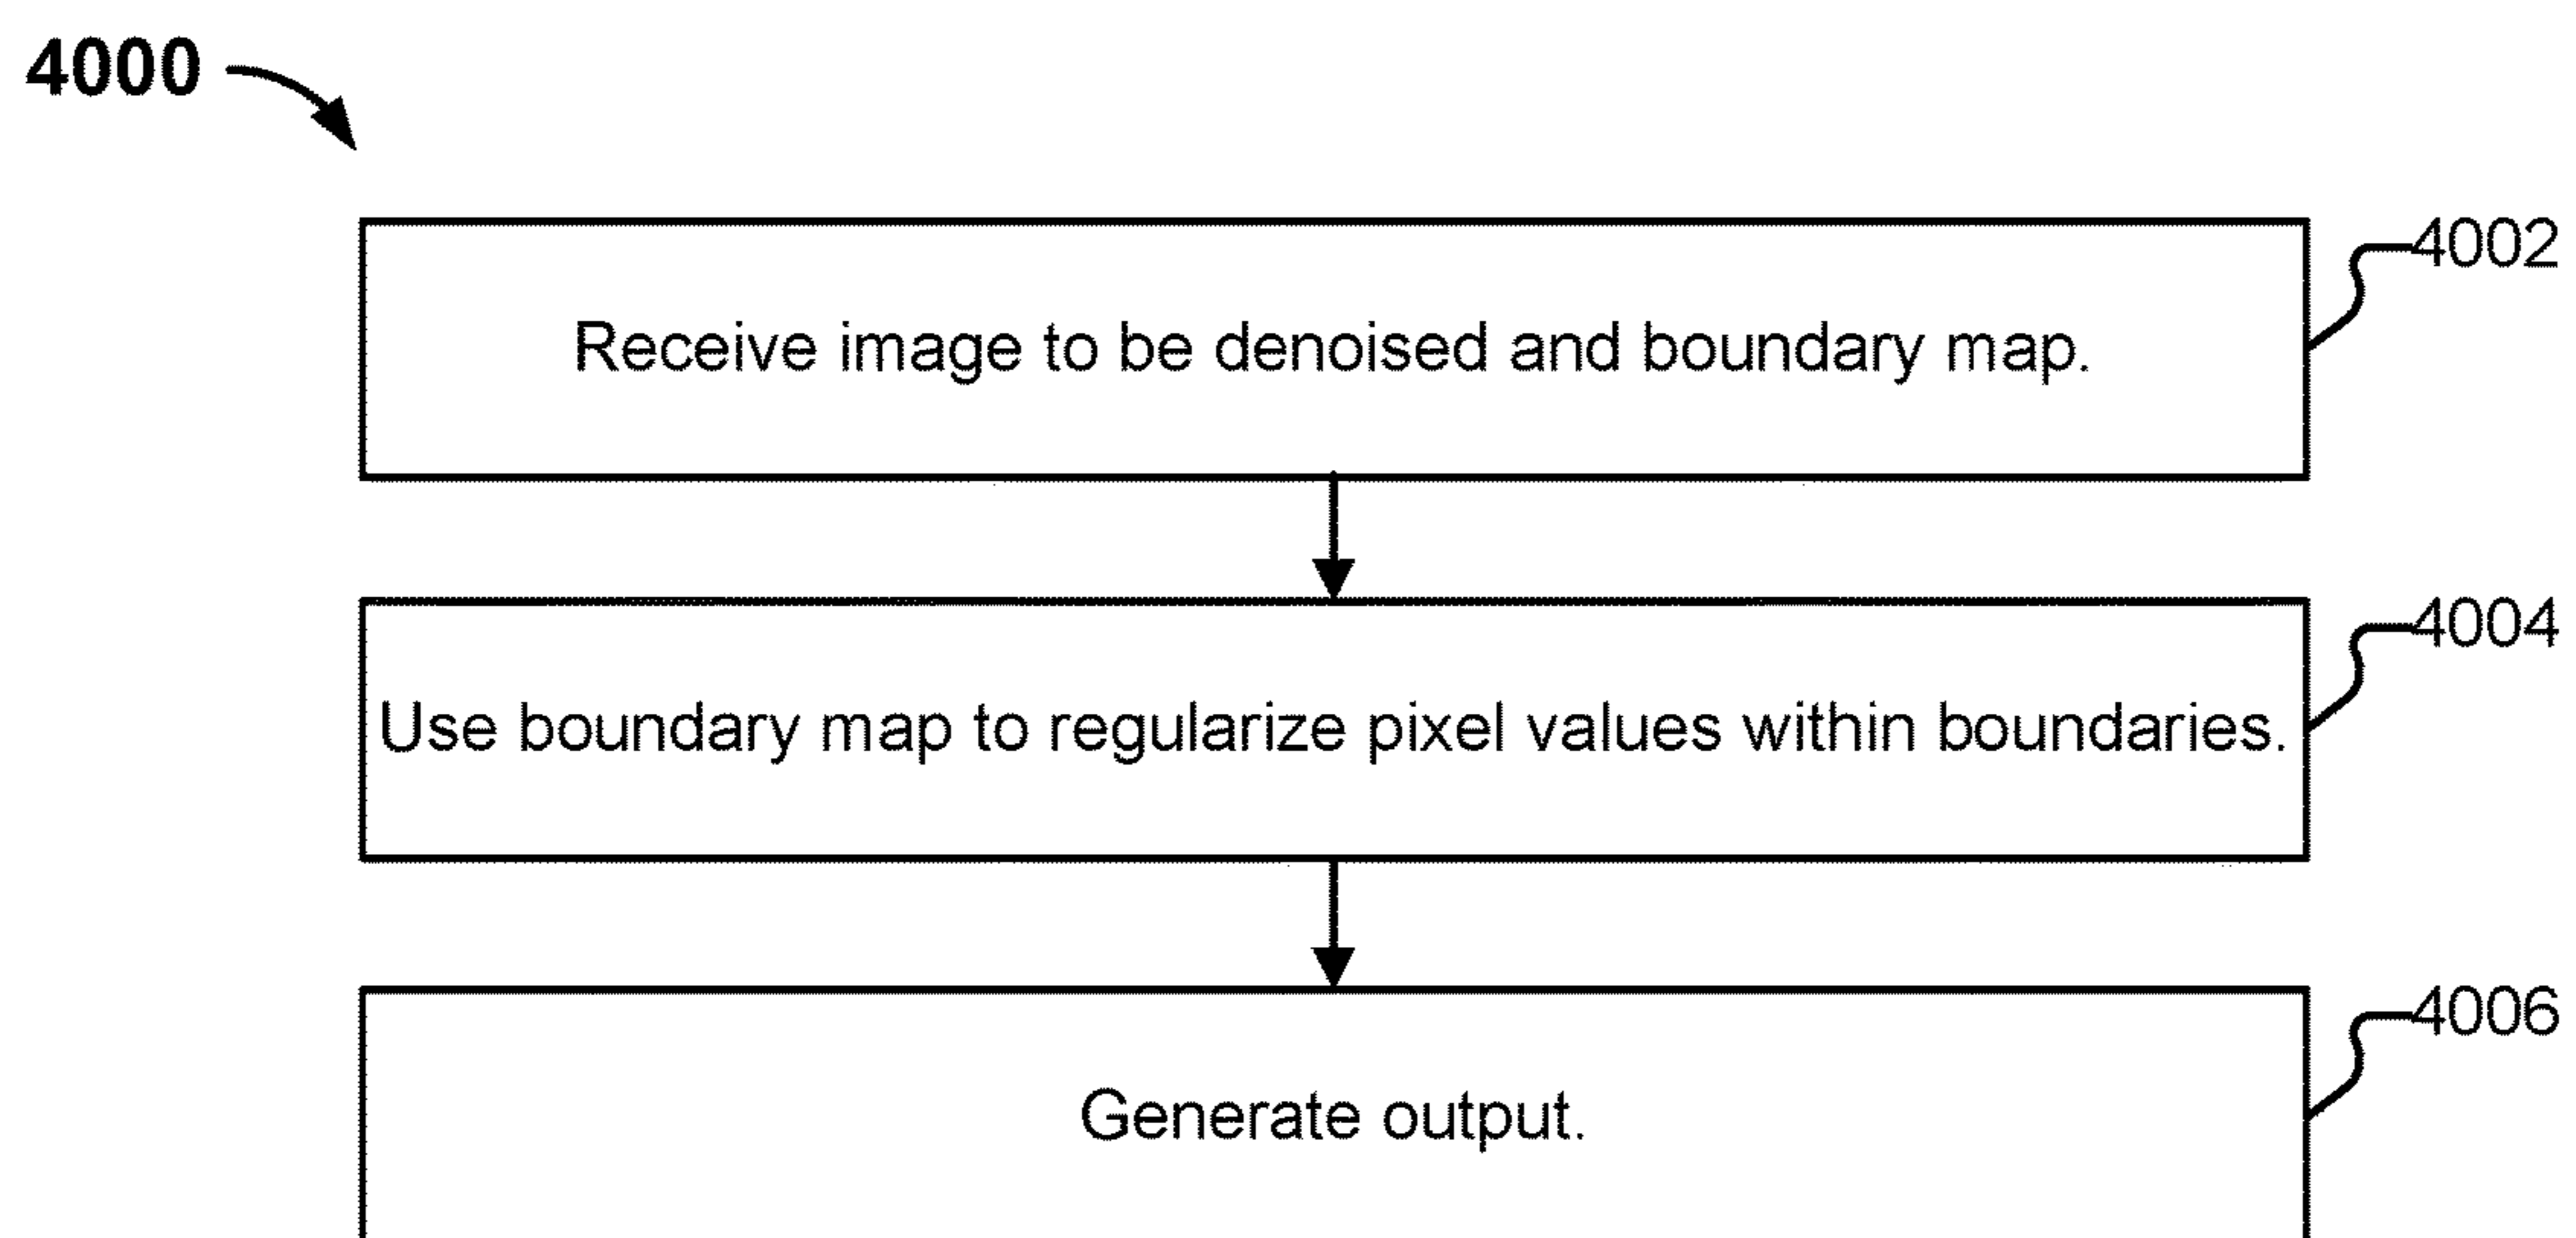 4000
4002
Receive image to be denoised and boundary map.
4004
Use boundary map to regularize pixel values within boundaries.
4006
Generate output.